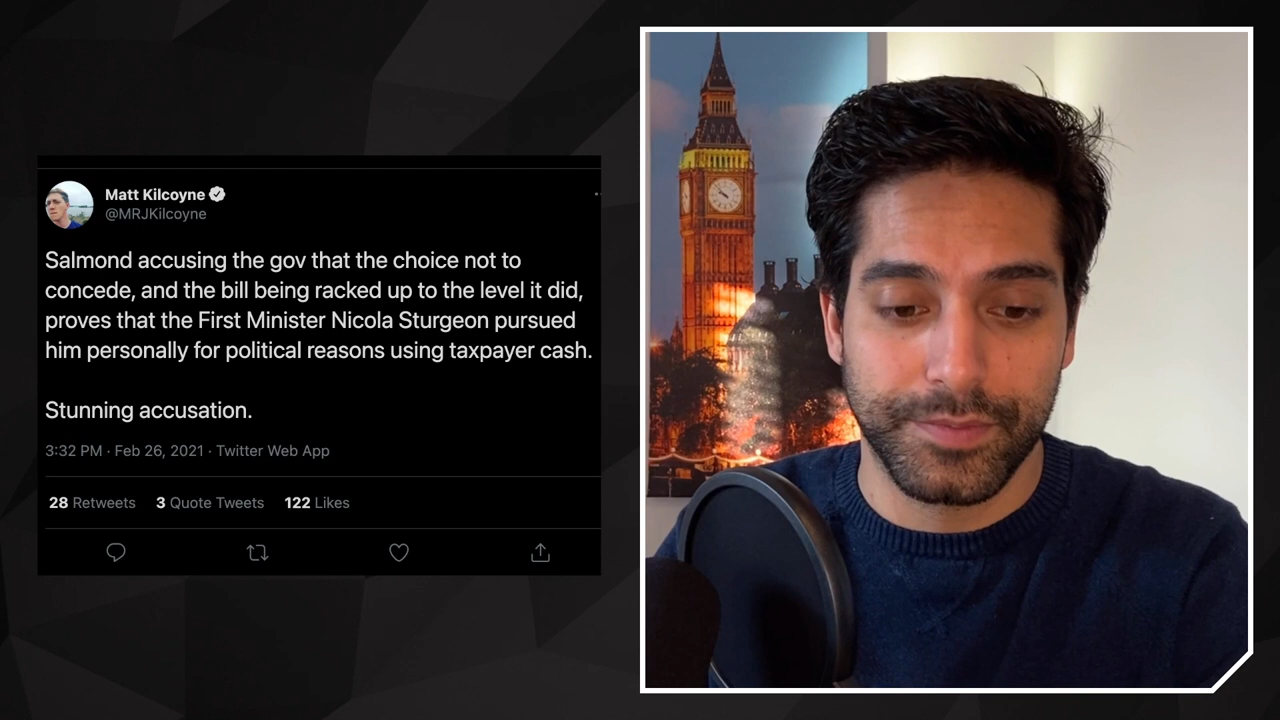 Matt Kilcoyne
@MRJKilcoyne
Salmond accusing the gov that the choice not to
concede, and the bill being racked up to the level it did,
proves that the First Minister Nicola Sturgeon pursued
him personally for political reasons using taxpayer cash.
Stunning accusation.
3:32 PM · Feb 26, 2021 · Twitter Web App
28 Retweets 3 Quote Tweets 122 Likes